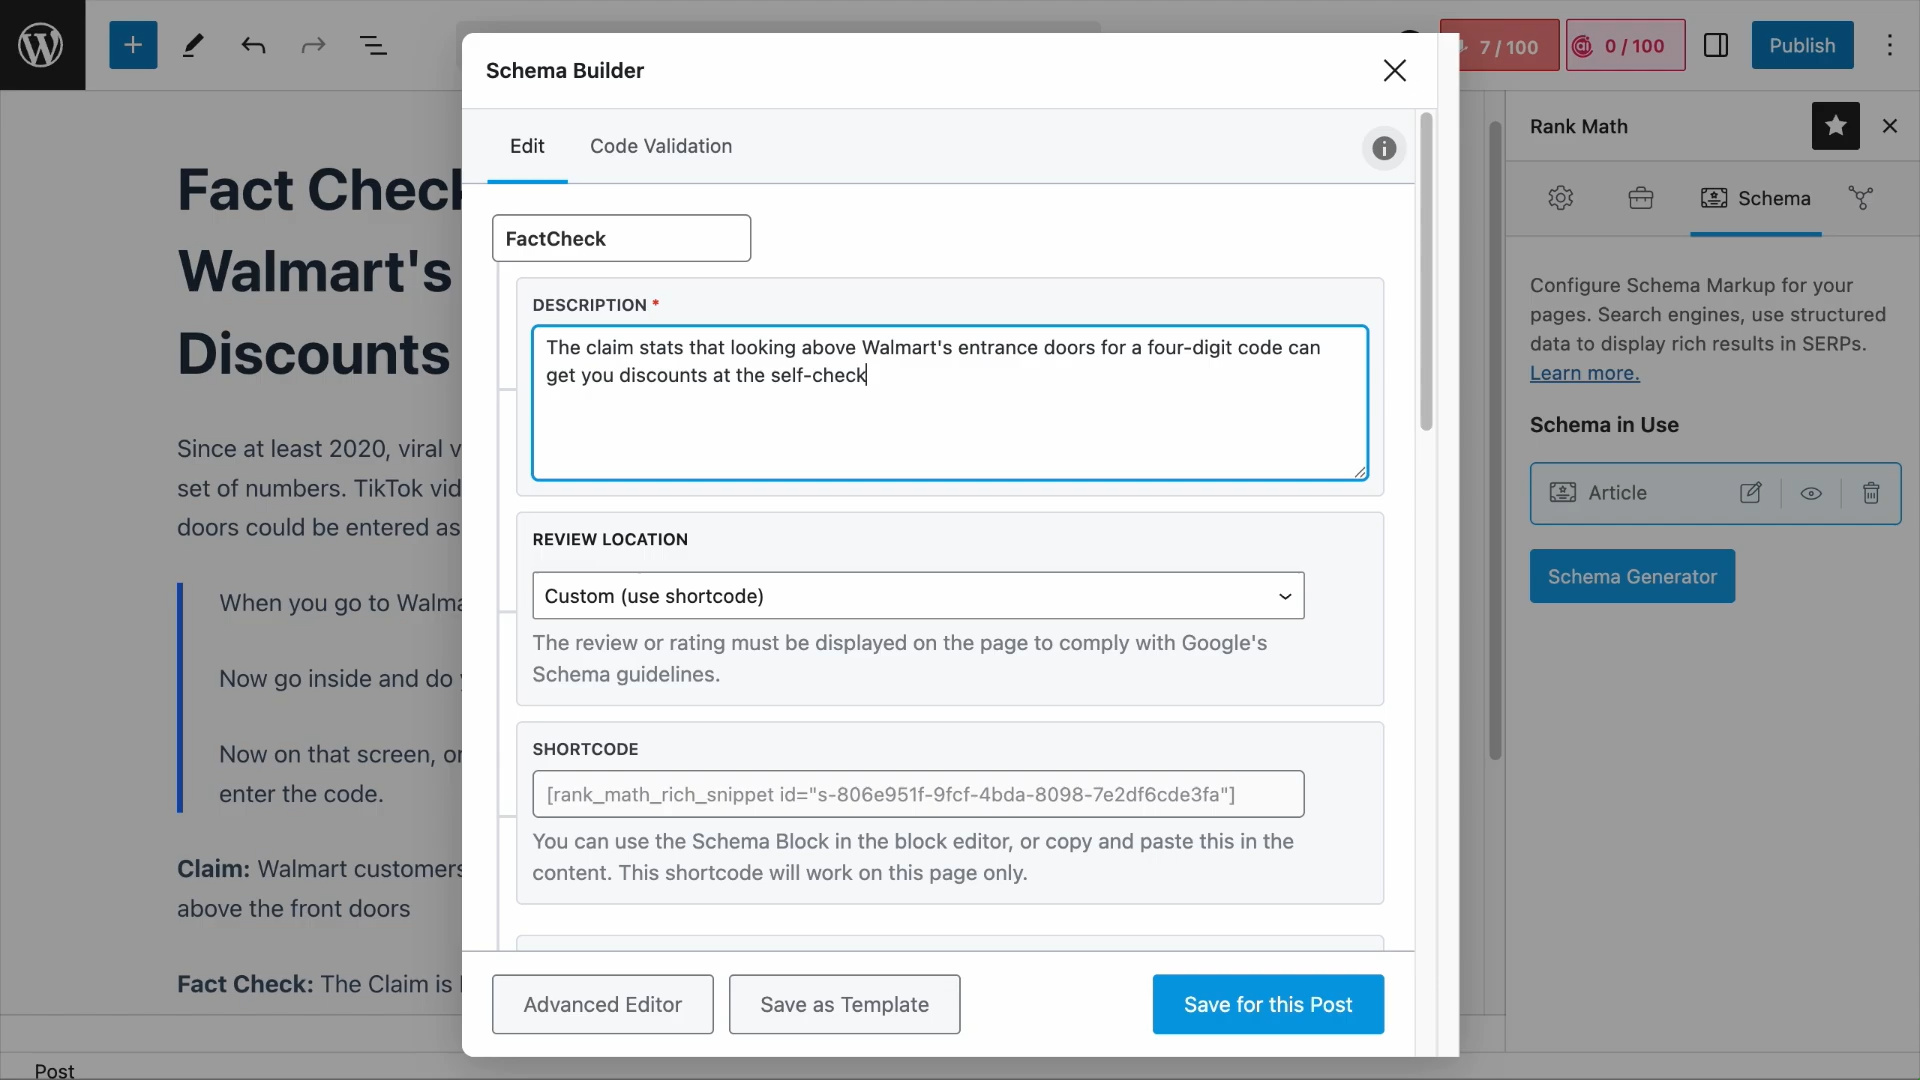 7 / 100
0 / 100
Publish
Schema Builder
Edit
Code Validation
FactCheck
DESCRIPTION *
The claim stats that looking above Walmart's entrance doors for a four-digit code can
get you discounts at the self-check
REVIEW LOCATION
Custom (use shortcode)
The review or rating must be displayed on the page to comply with Google's
Schema guidelines.
SHORTCODE
[rank_math_rich_snippet id="s-806e951f-9fcf-4bda-8098-7e2df6cde3fa"]
You can use the Schema Block in the block editor, or copy and paste this in the
content. This shortcode will work on this page only.
Advanced Editor
Save as Template
Save for this Post
Fact Check
Walmart's
Discounts
Since at least 2020, viral v
set of numbers. TikTok vid
doors could be entered as
When you go to Walma
Now go inside and do
Now on that screen, or
enter the code.
Claim: Walmart customers
above the front doors
Fact Check: The Claim is
Post
Rank Math
Schema
Configure Schema Markup for your
pages. Search engines, use structured
data to display rich results in SERPs.
Learn more.
Schema in Use
Article
Schema Generator